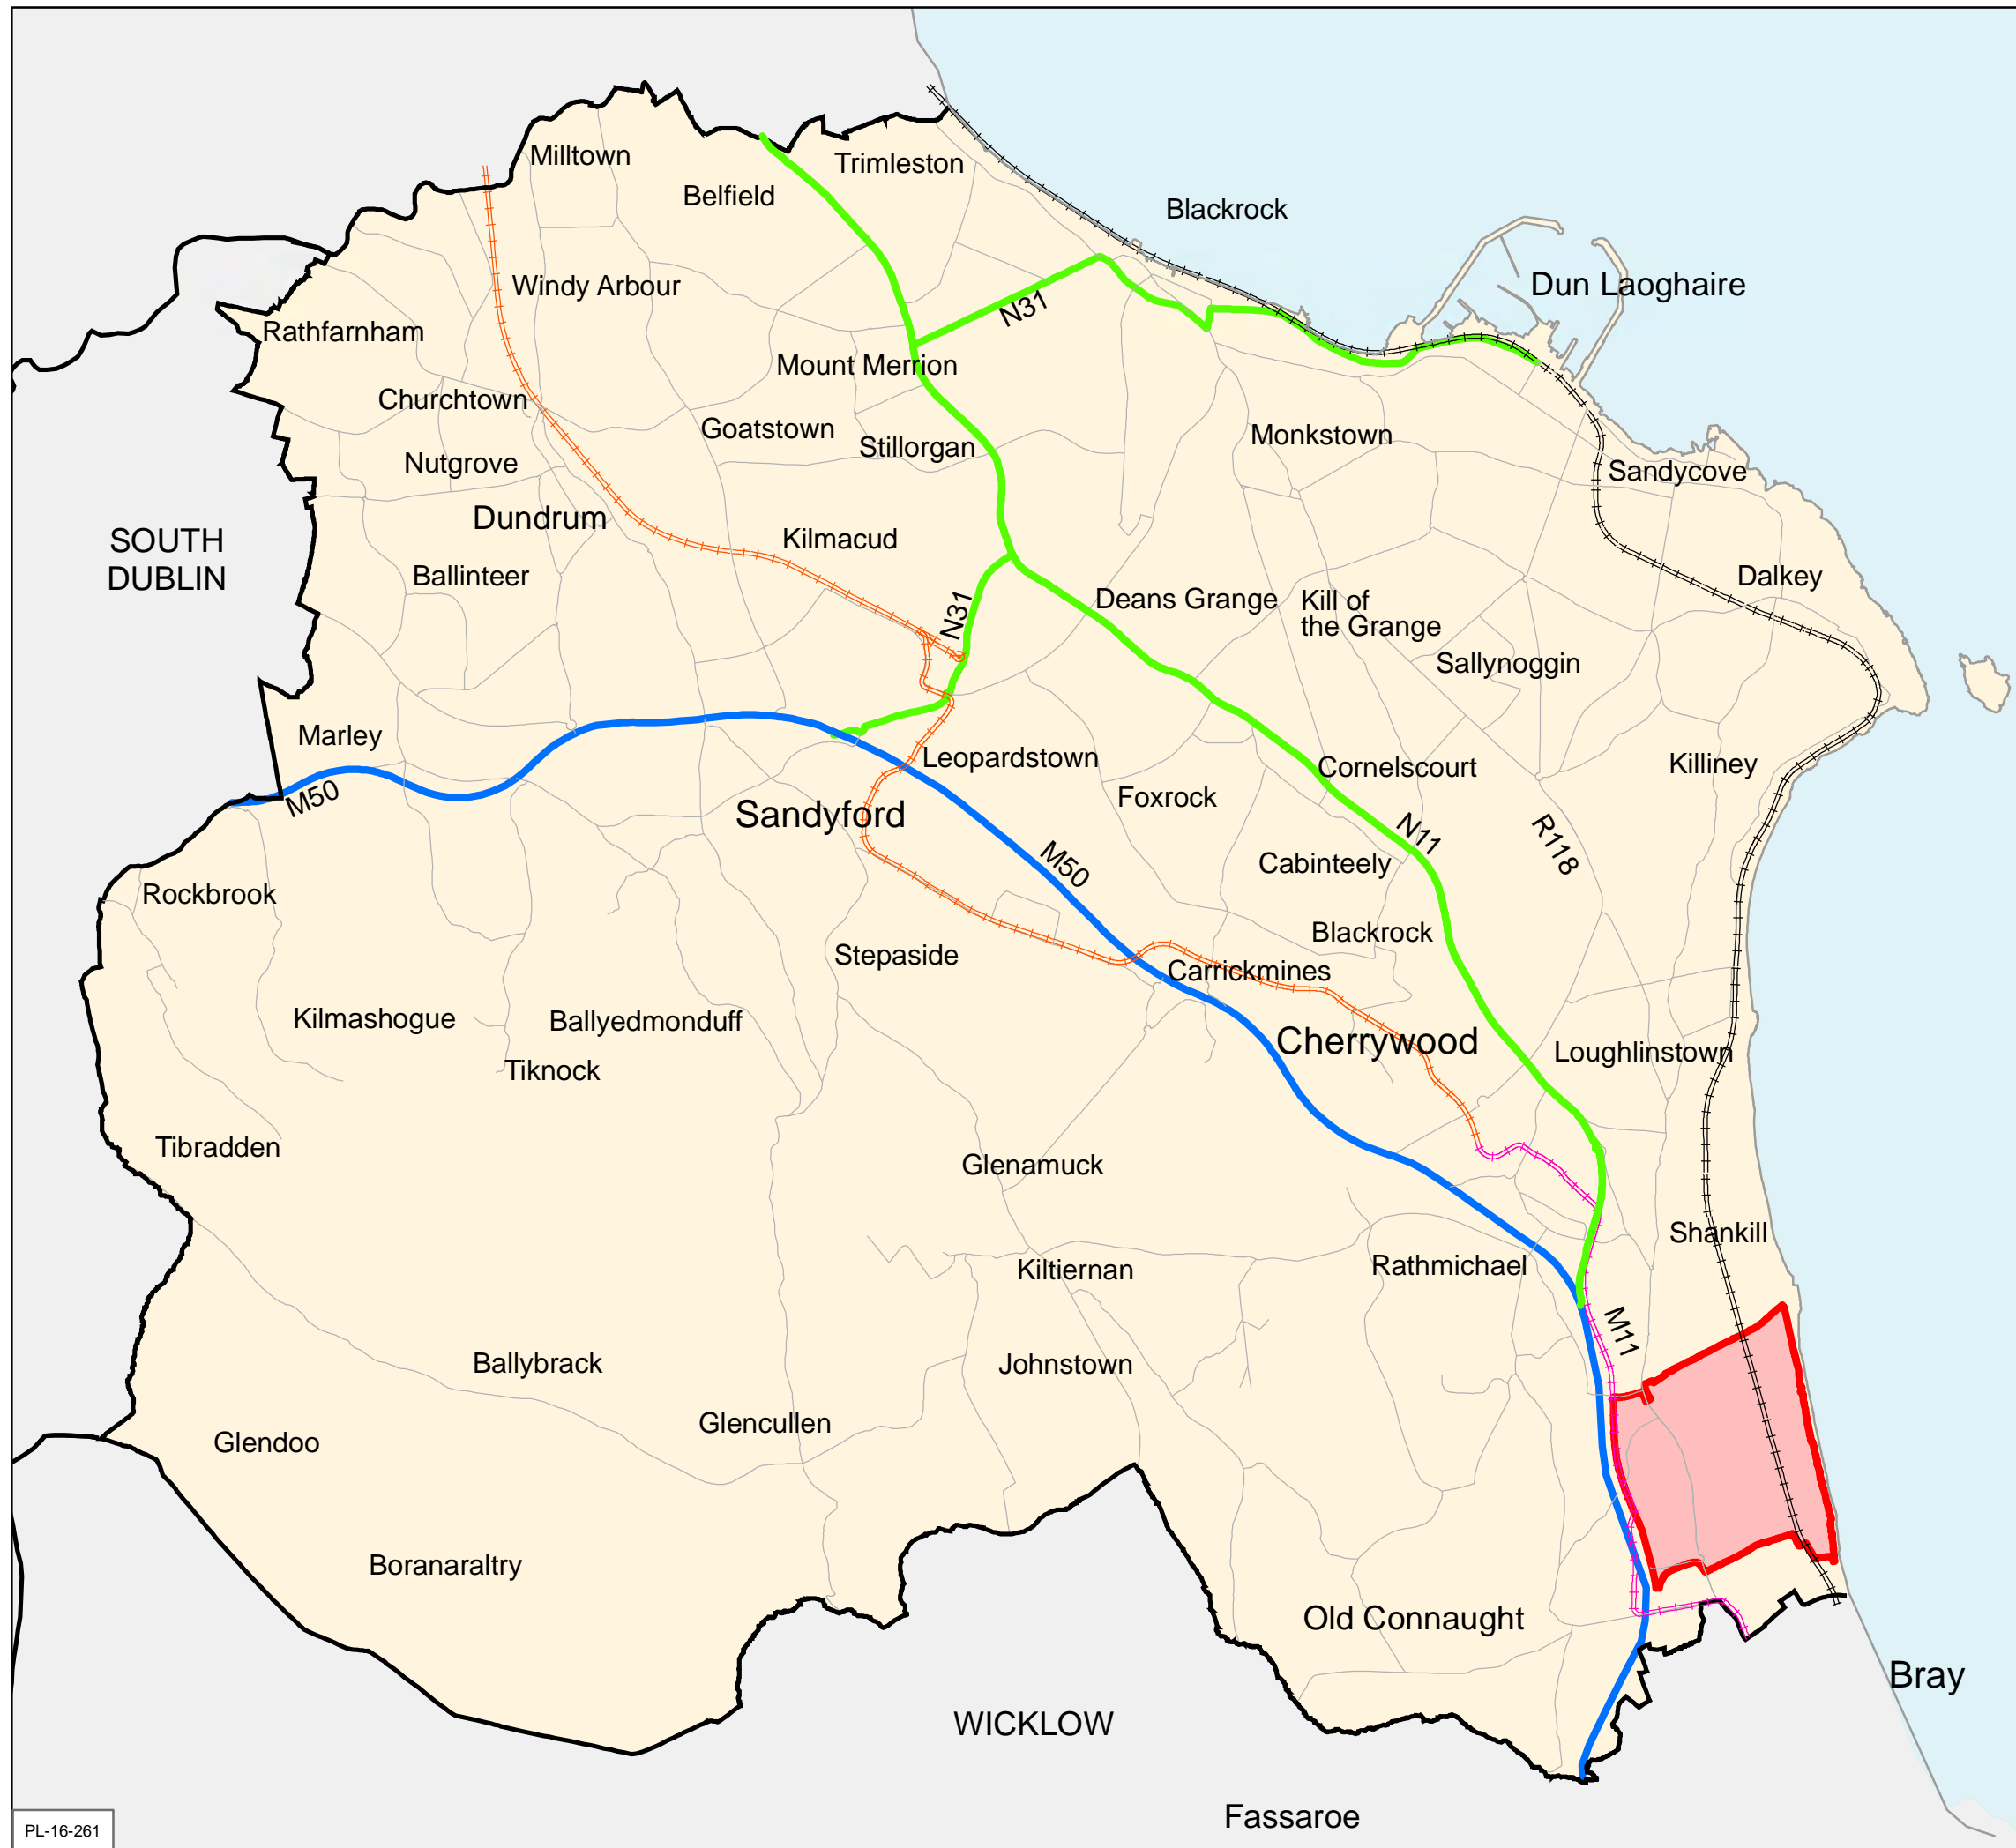 Milltown
Trimleston
Belfield
Blackrock
Windy Arbour
Dun Laoghaire
N31
Rathfarnham
Mount Merrion
Churchtown
Goatstown
Stillorgan
Monkstown
Nutgrove
Sandycove
Dundrum
SOUTH
DUBLIN
Kilmacud
Ballinteer
Dalkey
Deans Grange
Kill of
the Grange
N31
Sallynoggin
Marley
Leopardstown
Cornelscourt
Killiney
M50
Foxrock
Sandyford
N11
R118
M50
Cabinteely
Rockbrook
Blackrock
Stepaside
Carrickmines
Kilmashogue
Ballyedmonduff
Cherrywood
Loughlinstown
Tiknock
Tibradden
Glenamuck
Shankill
Kiltiernan
Rathmichael
M11
Ballybrack
Johnstown
Glencullen
Glendoo
Boranaraltry
Old Connaught
Bray
WICKLOW
Fassaroe
PL-16-261